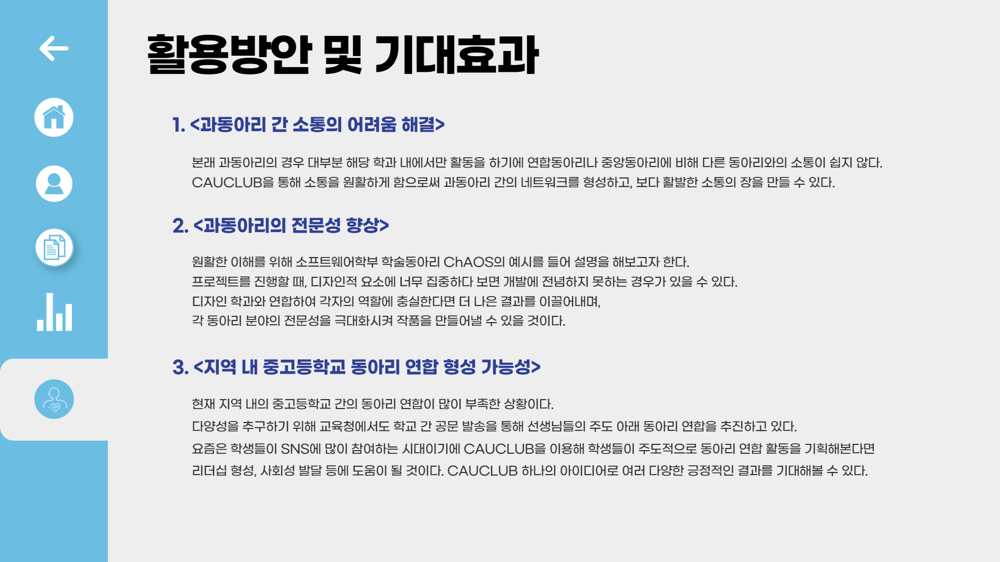 활용방안 및 기대효과
1. <과동아리 간 소통의 어려움 해결>
본래 과동아리의 경우 대부분 해당 학과 내에서만 활동을 하기에 연합동아리나 중앙동아리에 비해 다른 동아리와의 소통이 쉽지 않다.
CAUCLUB을 통해 소통을 원활하게 함으로써 과동아리 간의 네트워크를 형성하고, 보다 활발한 소통의 장을 만들 수 있다.
2. <과동아리의 전문성 향상>
원활한 이해를 위해 소프트웨어학부 학술동아리 ChAOS의 예시를 들어 설명을 해보고자 한다.
프로젝트를 진행할 때, 디자인적 요소에 너무 집중하다 보면 개발에 전념하지 못하는 경우가 있을 수 있다.
디자인 학과와 연합하여 각자의 역할에 충실한다면 더 나은 결과를 이끌어내며,
각 동아리 분야의 전문성을 극대화시켜 작품을 만들어낼 수 있을 것이다.
3. <지역 내 중고등학교 동아리 연합 형성 가능성>
현재 지역 내의 중고등학교 간의 동아리 연합이 많이 부족한 상황이다.
다양성을 추구하기 위해 교육청에서도 학교 간 공문 발송을 통해 선생님들의 주도 아래 동아리 연합을 추진하고 있다.
요즘은 학생들이 SNS에 많이 참여하는 시대이기에 CAUCLUB을 이용해 학생들이 주도적으로 동아리 연합 활동을 기획해본다면
리더십 형성, 사회성 발달 등에 도움이 될 것이다. CAUCLUB 하나의 아이디어로 여러 다양한 긍정적인 결과를 기대해볼 수 있다.